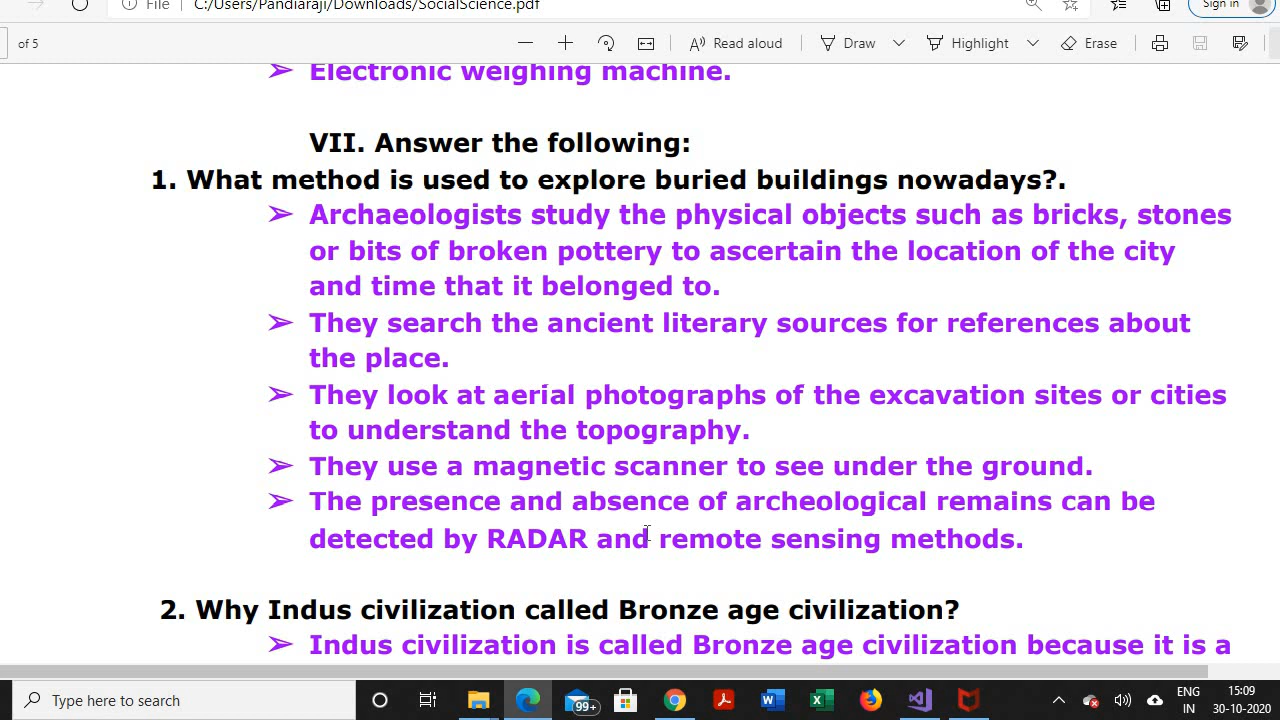 File C:/Users/Pandiaraji/Downloads/SocialScience.pdf Sign in
of 5 Read aloud Draw Highlight Erase
➢ Electronic weighing machine.
VII. Answer the following:
1. What method is used to explore buried buildings nowadays?.
➢ Archaeologists study the physical objects such as bricks, stones
or bits of broken pottery to ascertain the location of the city
and time that it belonged to.
➢ They search the ancient literary sources for references about
the place.
➢ They look at aerial photographs of the excavation sites or cities
to understand the topography.
➢ They use a magnetic scanner to see under the ground.
➢ The presence and absence of archeological remains can be
detected by RADAR and remote sensing methods.
2. Why Indus civilization called Bronze age civilization?
➢ Indus civilization is called Bronze age civilization because it is a
Type here to search 99+ ENG 15:09
IN 30-10-2020